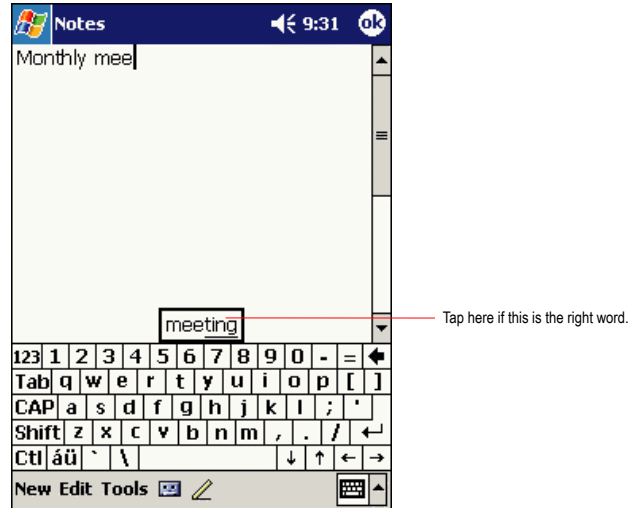 Notes 9:31 ok
Monthly mee
meeting
Tap here if this is the right word.
123 1 2 3 4 5 6 7 8 9 0 - =
Tab q w e r t y u i o p [ ]
CAP a s d f g h j k l ; '
Shift z x c v b n m , . /
Ctl áü ` \ ↓ ↑ ← →
New Edit Tools